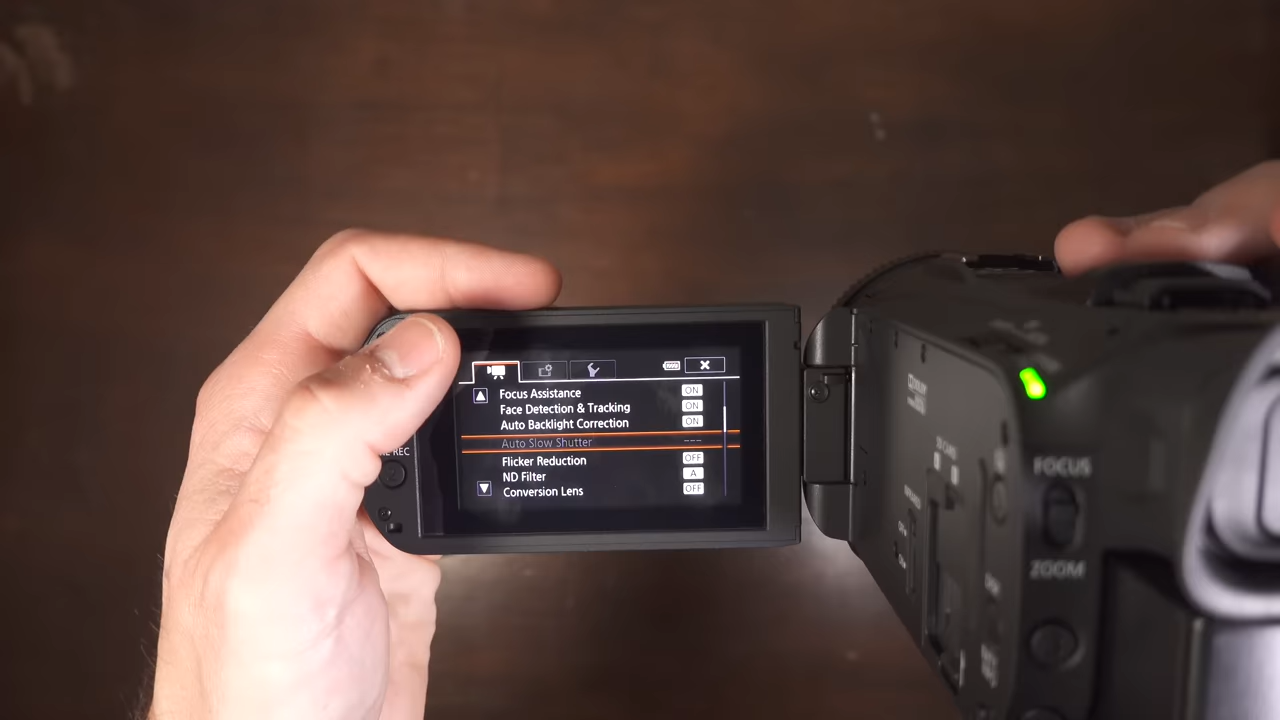 Focus Assistance ON
Face Detection & Tracking ON
Auto Backlight Correction ON
Auto Slow Shutter ---
Flicker Reduction OFF
ND Filter A
Conversion Lens OFF
REC
FOCUS
ZOOM